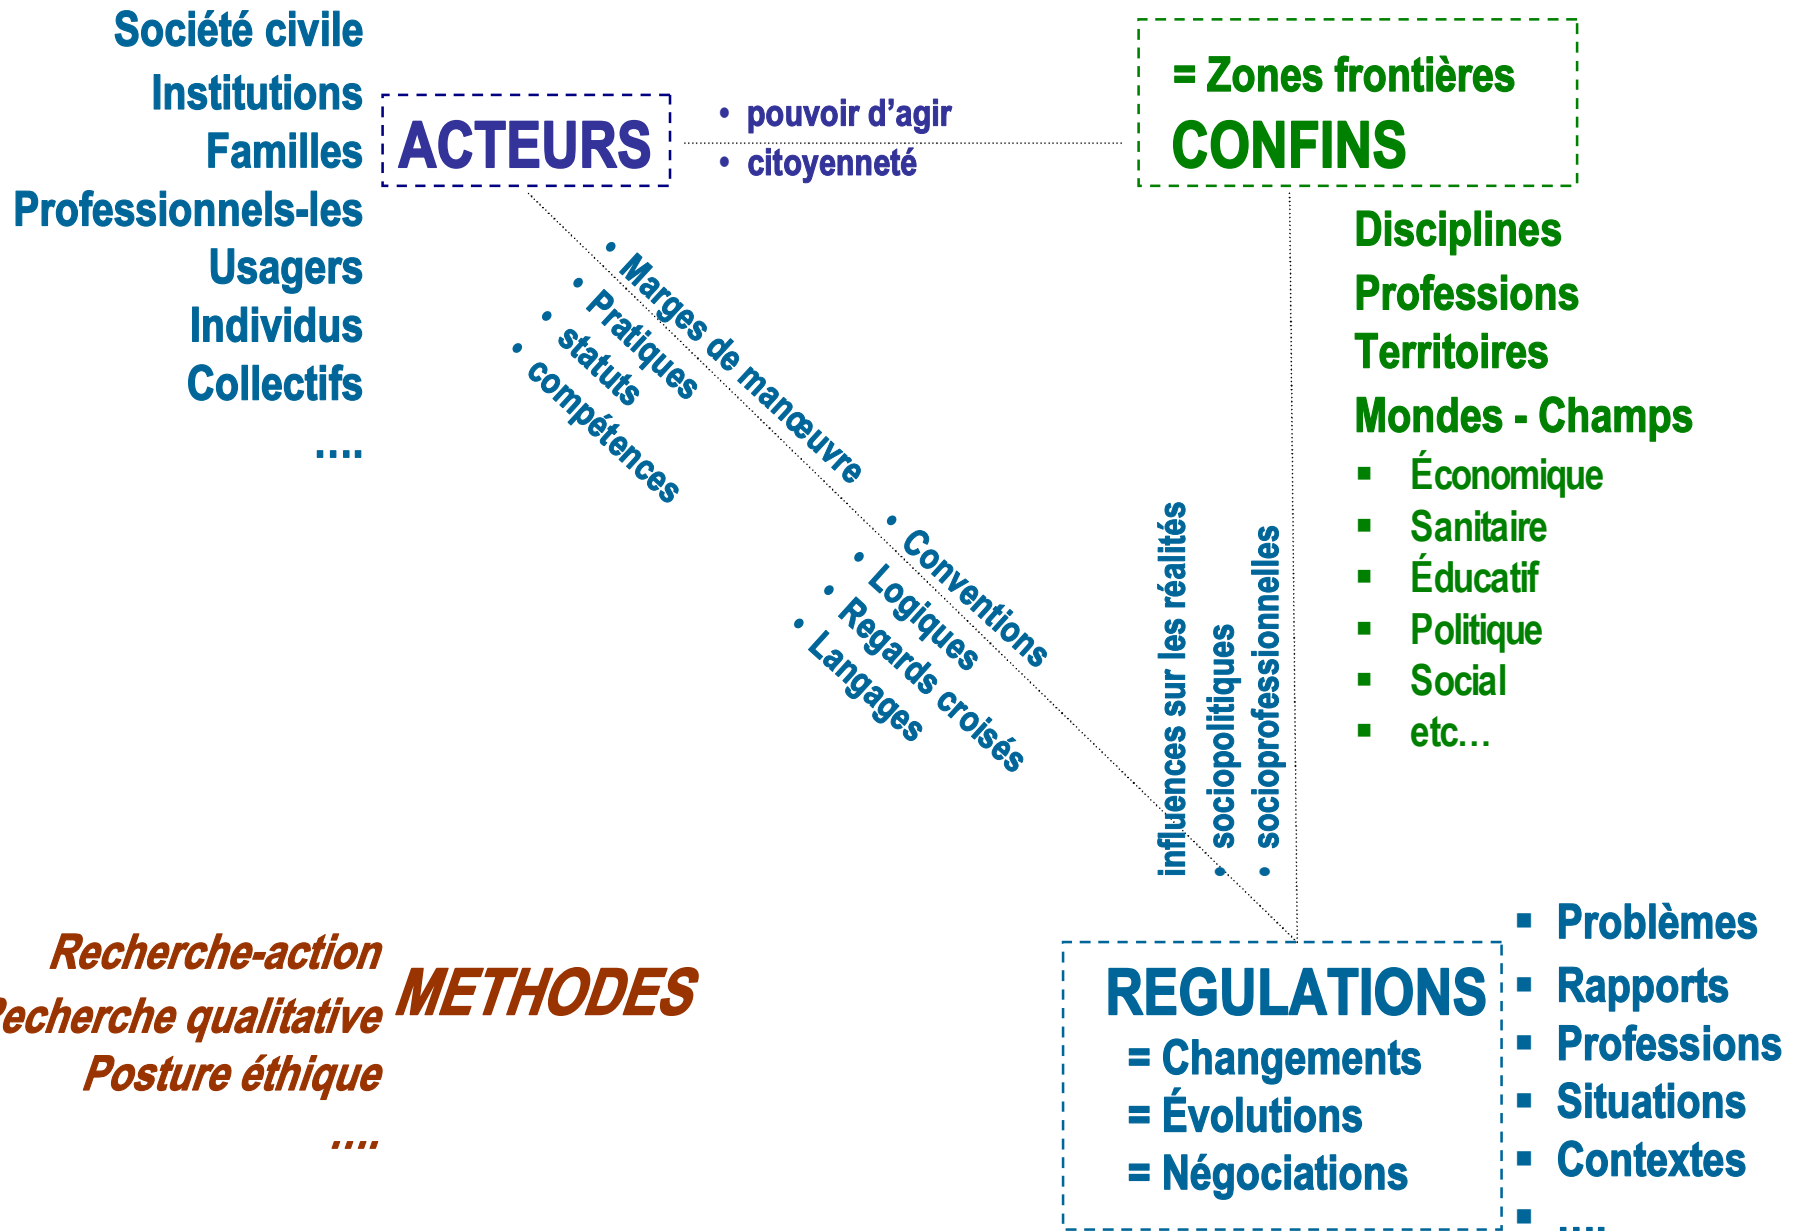 Société civile
Institutions
Familles
Professionnels-les
Usagers
Individus
Collectifs
....
ACTEURS
• pouvoir d’agir
• citoyenneté
= Zones frontières
CONFINS
Disciplines
Professions
Territoires
Mondes - Champs
▪ Économique
▪ Sanitaire
▪ Éducatif
▪ Politique
▪ Social
▪ etc…
• Marges de manœuvre
• Pratiques
• statuts
• compétences
• Conventions
• Logiques
• Regards croisés
• Langages
influences sur les réalités
• sociopolitiques
• socioprofessionnelles
Recherche-action
Recherche qualitative
Posture éthique
....
METHODES
REGULATIONS
= Changements
= Évolutions
= Négociations
▪ Problèmes
▪ Rapports
▪ Professions
▪ Situations
▪ Contextes
▪ ....